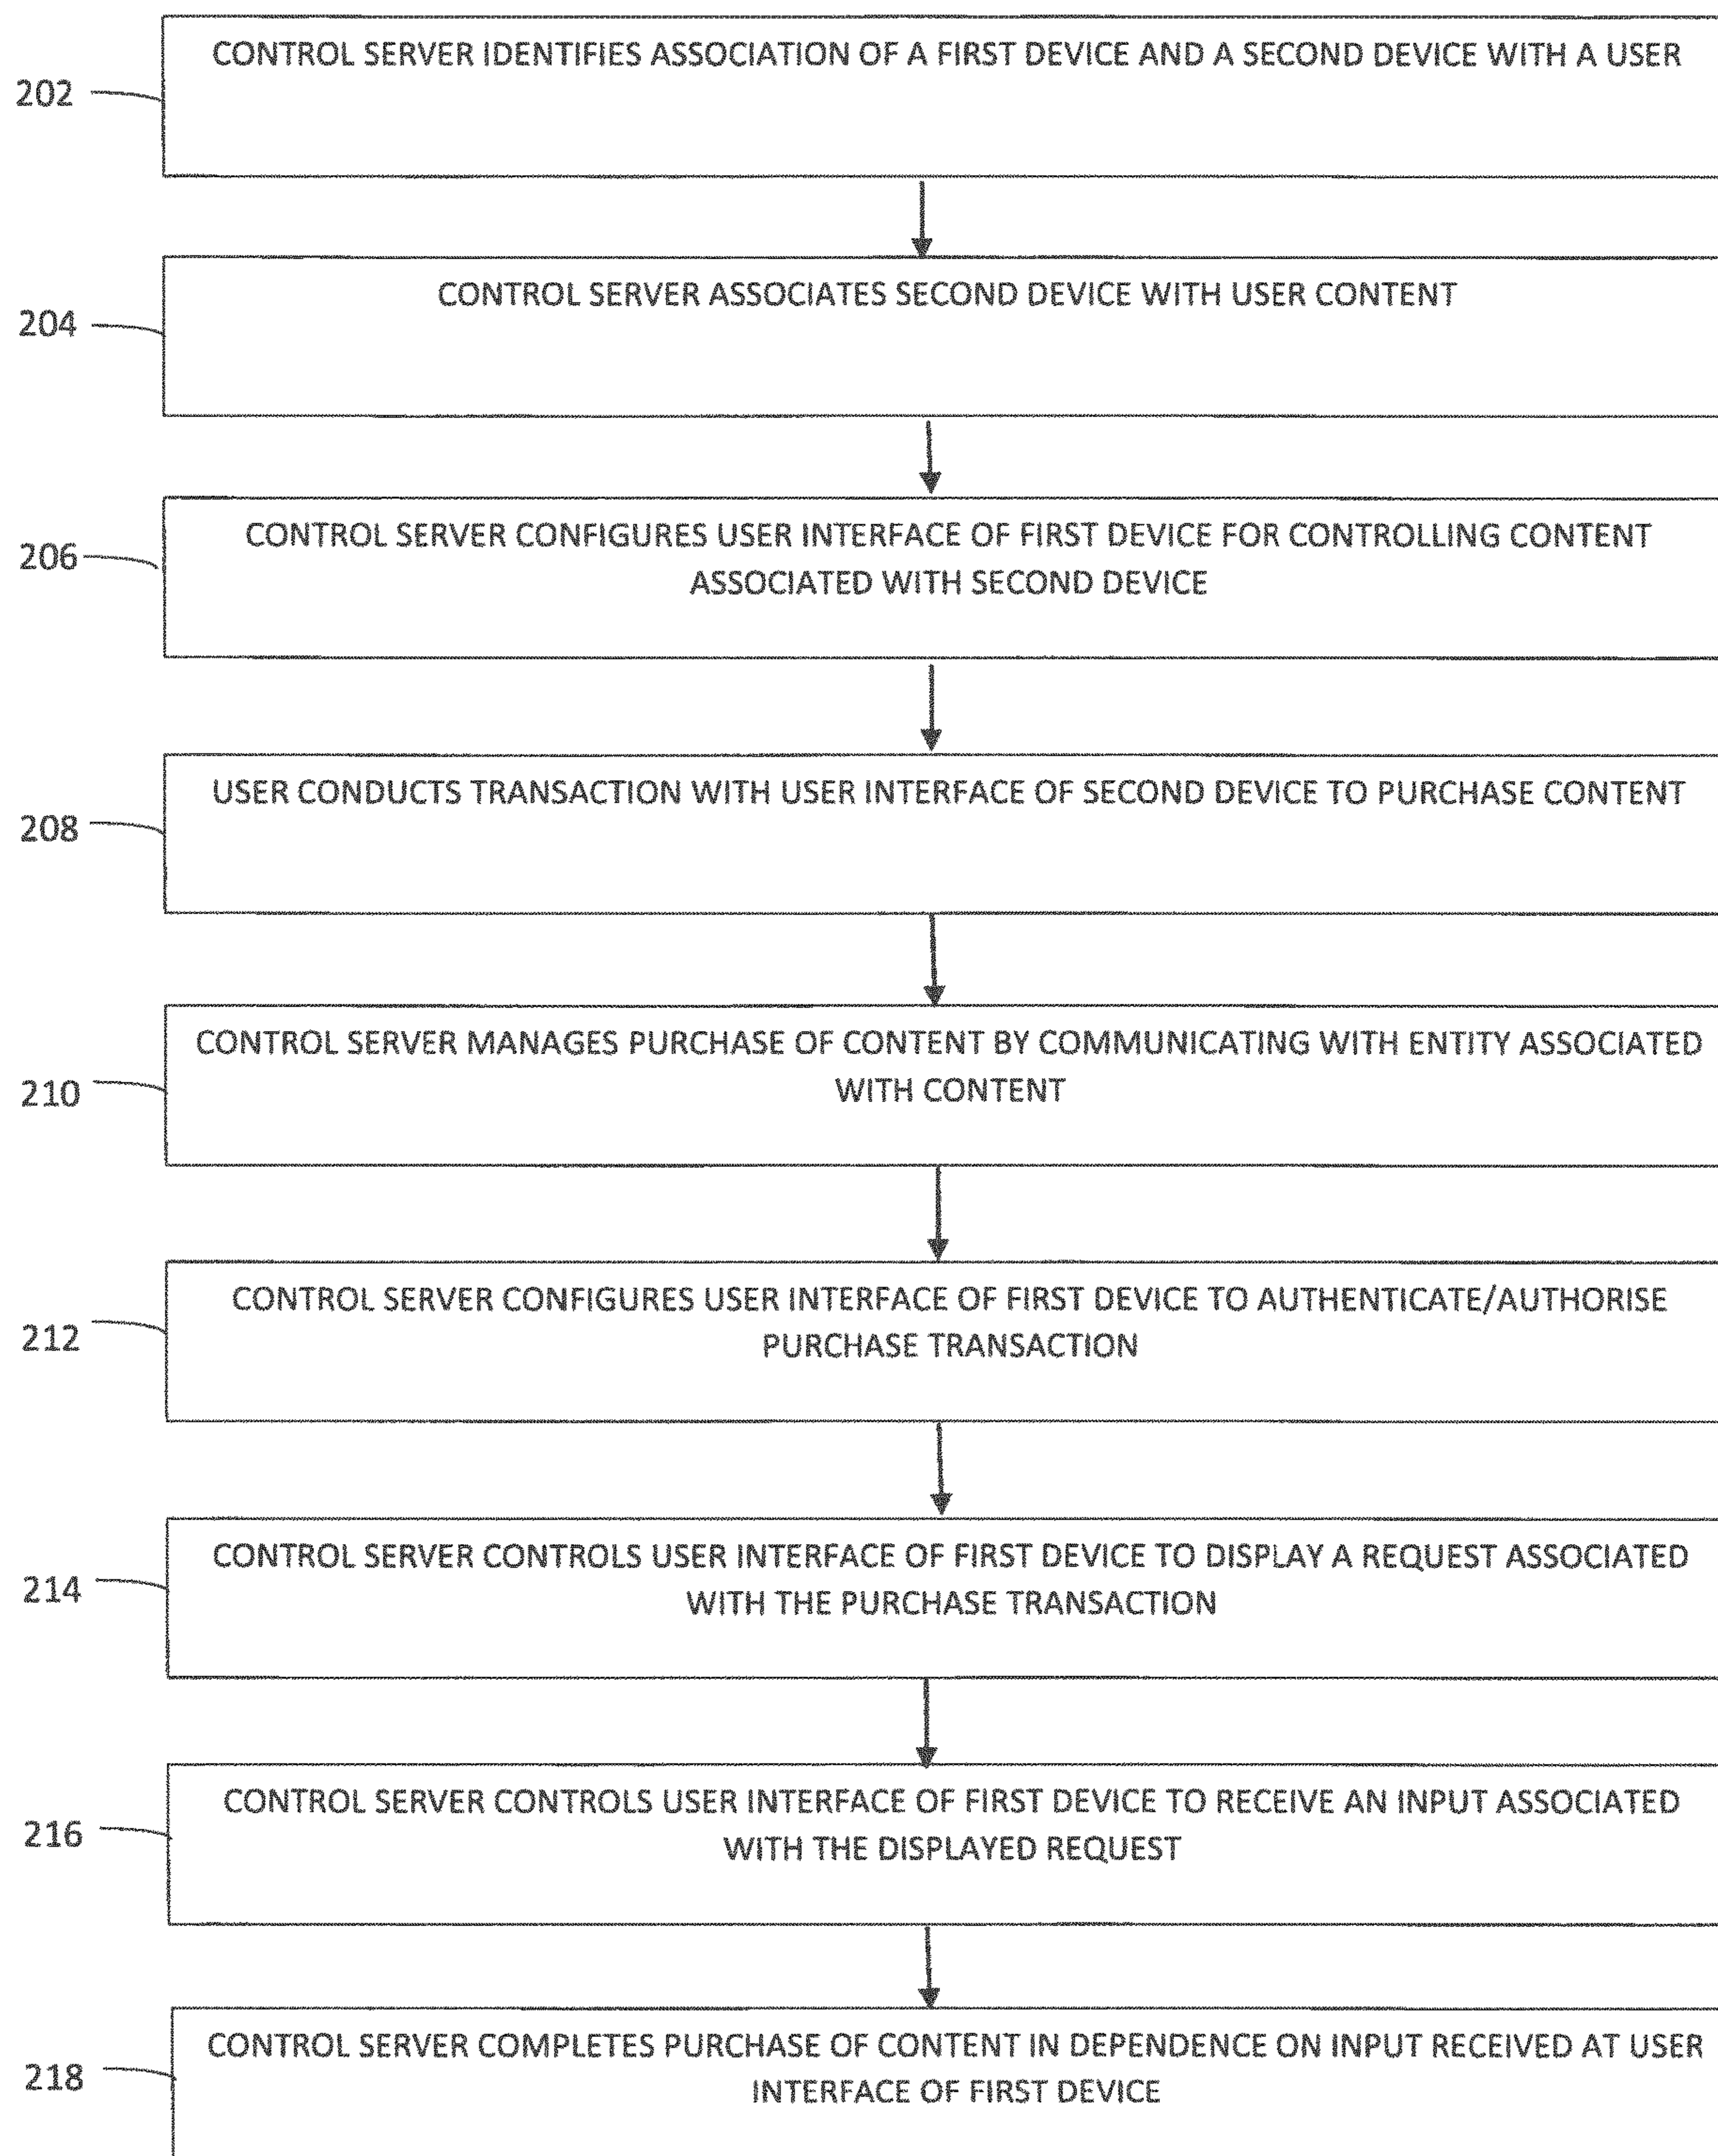 CONTROL SERVER IDENTIFIES ASSOCIATION OF A FIRST DEVICE AND A SECOND DEVICE WITH A USER
202
CONTROL SERVER ASSOCIATES SECOND DEVICE WITH USER CONTENT
204
CONTROL SERVER CONFIGURES USER INTERFACE OF FIRST DEVICE FOR CONTROLLING CONTENT
ASSOCIATED WITH SECOND DEVICE
206
USER CONDUCTS TRANSACTION WITH USER INTERFACE OF SECOND DEVICE TO PURCHASE CONTENT
208
CONTROL SERVER MANAGES PURCHASE OF CONTENT BY COMMUNICATING WITH ENTITY ASSOCIATED
WITH CONTENT
210
CONTROL SERVER CONFIGURES USER INTERFACE OF FIRST DEVICE TO AUTHENTICATE/AUTHORISE
PURCHASE TRANSACTION
212
CONTROL SERVER CONTROLS USER INTERFACE OF FIRST DEVICE TO DISPLAY A REQUEST ASSOCIATED
WITH THE PURCHASE TRANSACTION
214
CONTROL SERVER CONTROLS USER INTERFACE OF FIRST DEVICE TO RECEIVE AN INPUT ASSOCIATED
WITH THE DISPLAYED REQUEST
216
CONTROL SERVER COMPLETES PURCHASE OF CONTENT IN DEPENDENCE ON INPUT RECEIVED AT USER
INTERFACE OF FIRST DEVICE
218